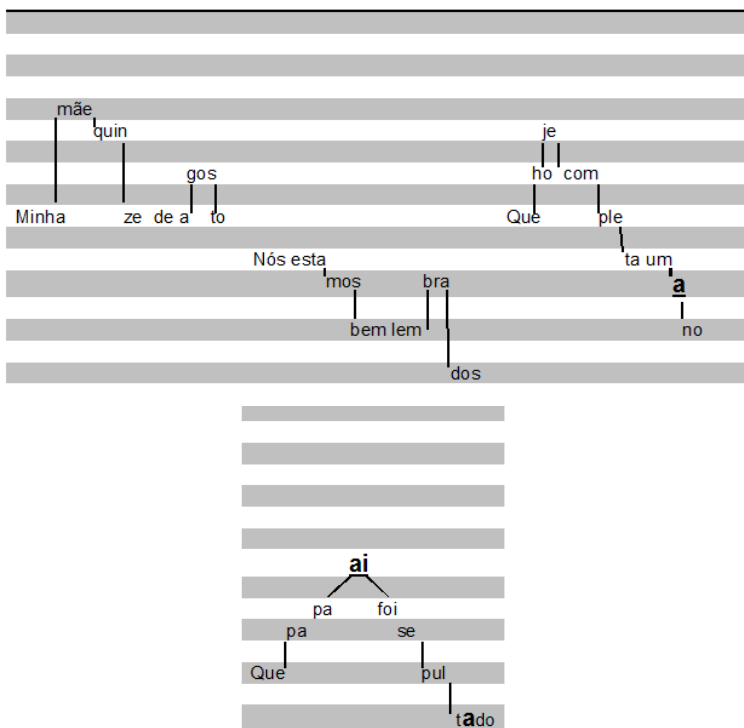 mãe
quin je
gos ho com
Minha ze de a to Que ple
Nós esta ta um
mos bra a
bem lem no
dos
ai
pa foi
pa se
Que pul
tado